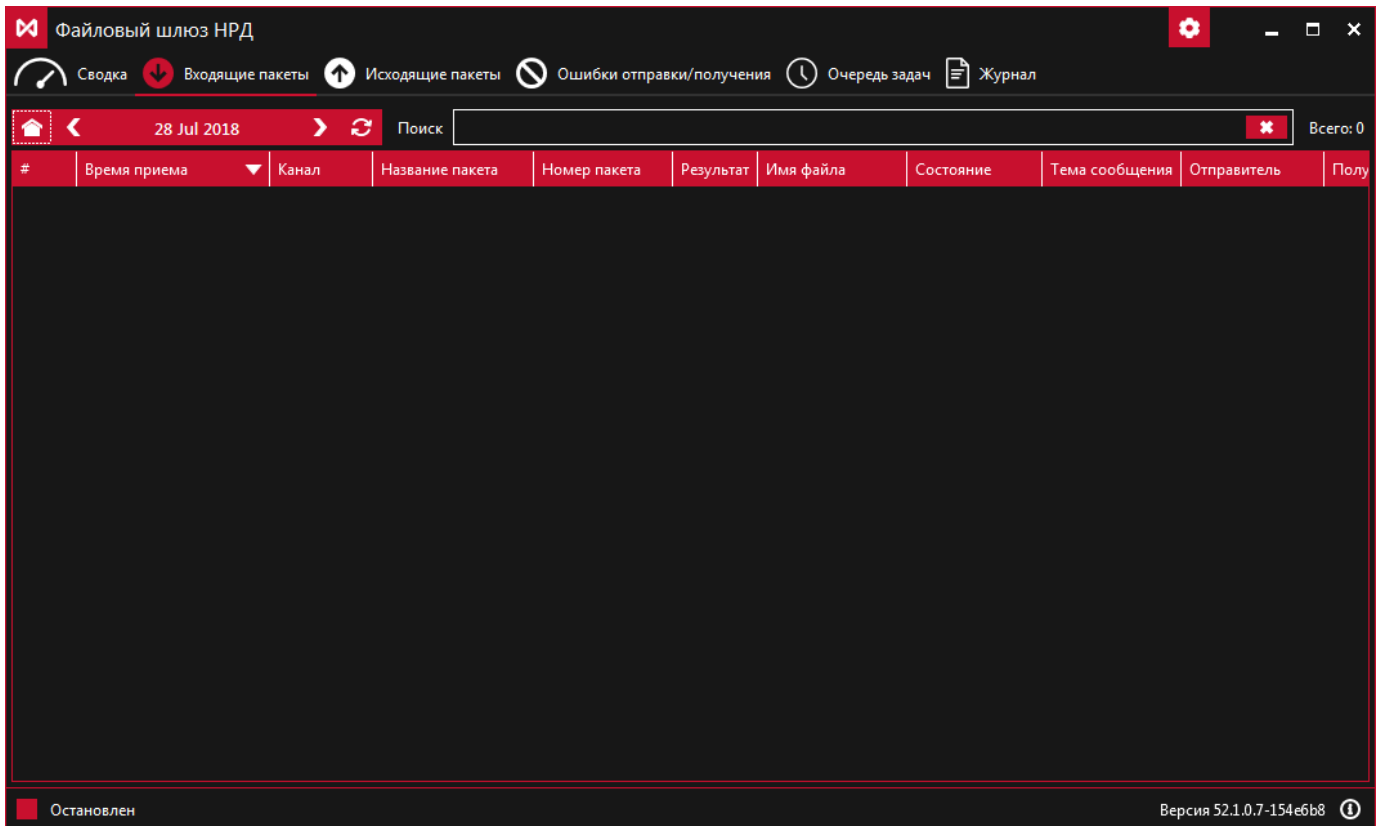 Файловый шлюз НРД
Сводка Входящие пакеты Исходящие пакеты Ошибки отправки/получения Очередь задач Журнал
28 Jul 2018 Поиск Всего: 0
# Время приема Канал Название пакета Номер пакета Результат Имя файла Состояние Тема сообщения Отправитель Полу
Остановлен Версия 52.1.0.7-154e6b8